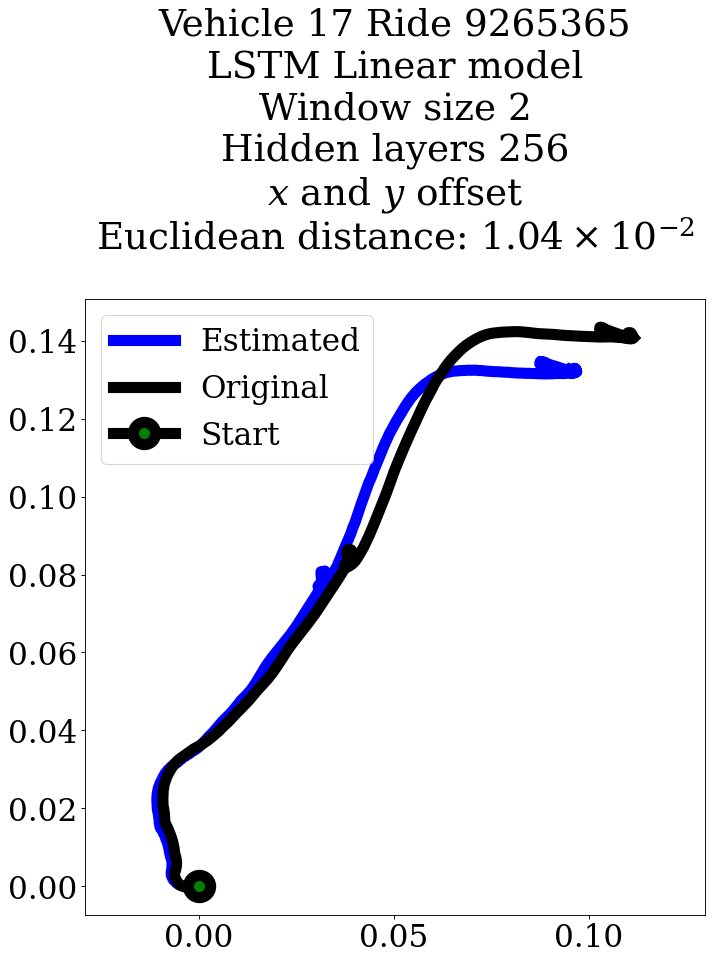 Vehicle 17 Ride 9265365
LSTM Linear model
Window size 2
Hidden layers 256
x and y offset
Euclidean distance: 1.04 × 10⁻²
Estimated
Original
Start
0.14
0.12
0.10
0.08
0.06
0.04
0.02
0.00
0.00 0.05 0.10